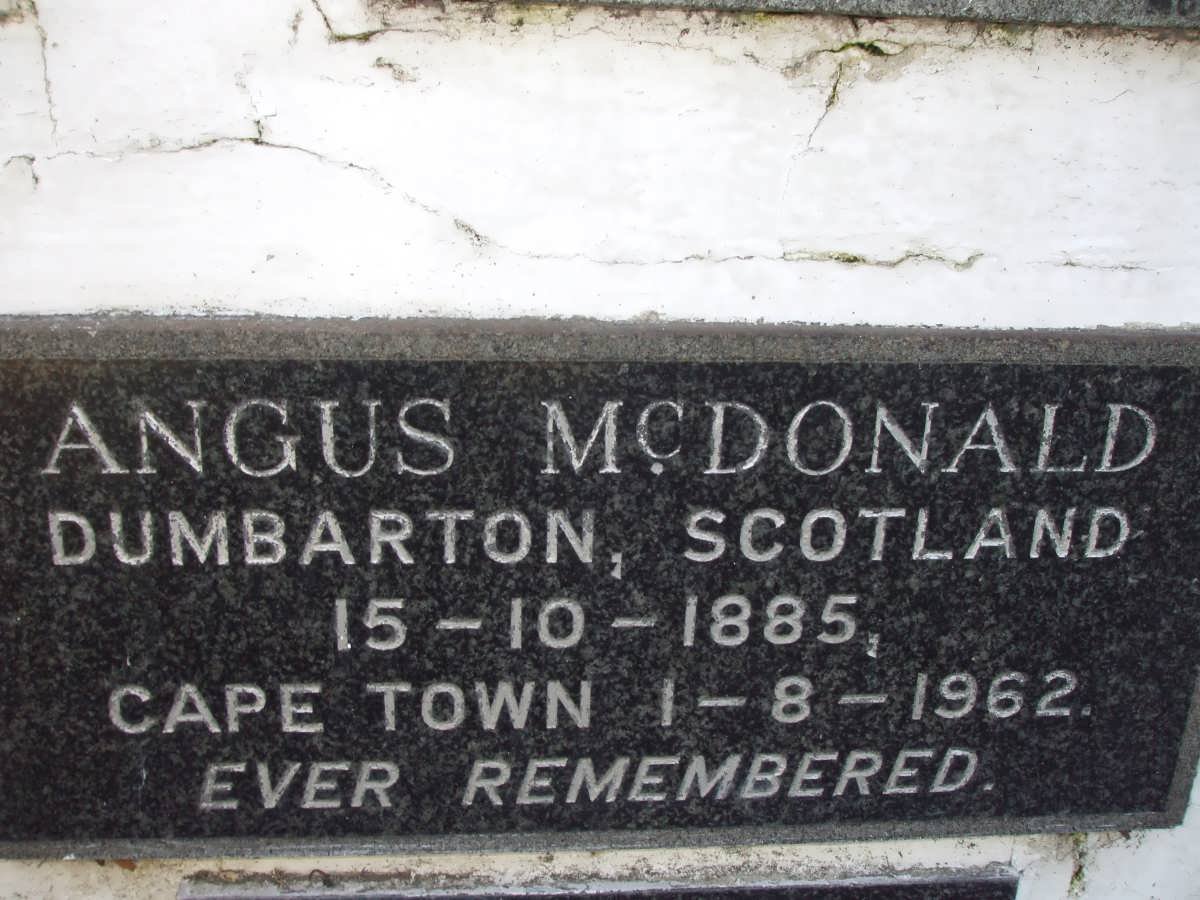 ANGUS McDONALD
DUMBARTON, SCOTLAND
15-10-1885,
CAPE TOWN 1-8-1962.
EVER REMEMBERED.